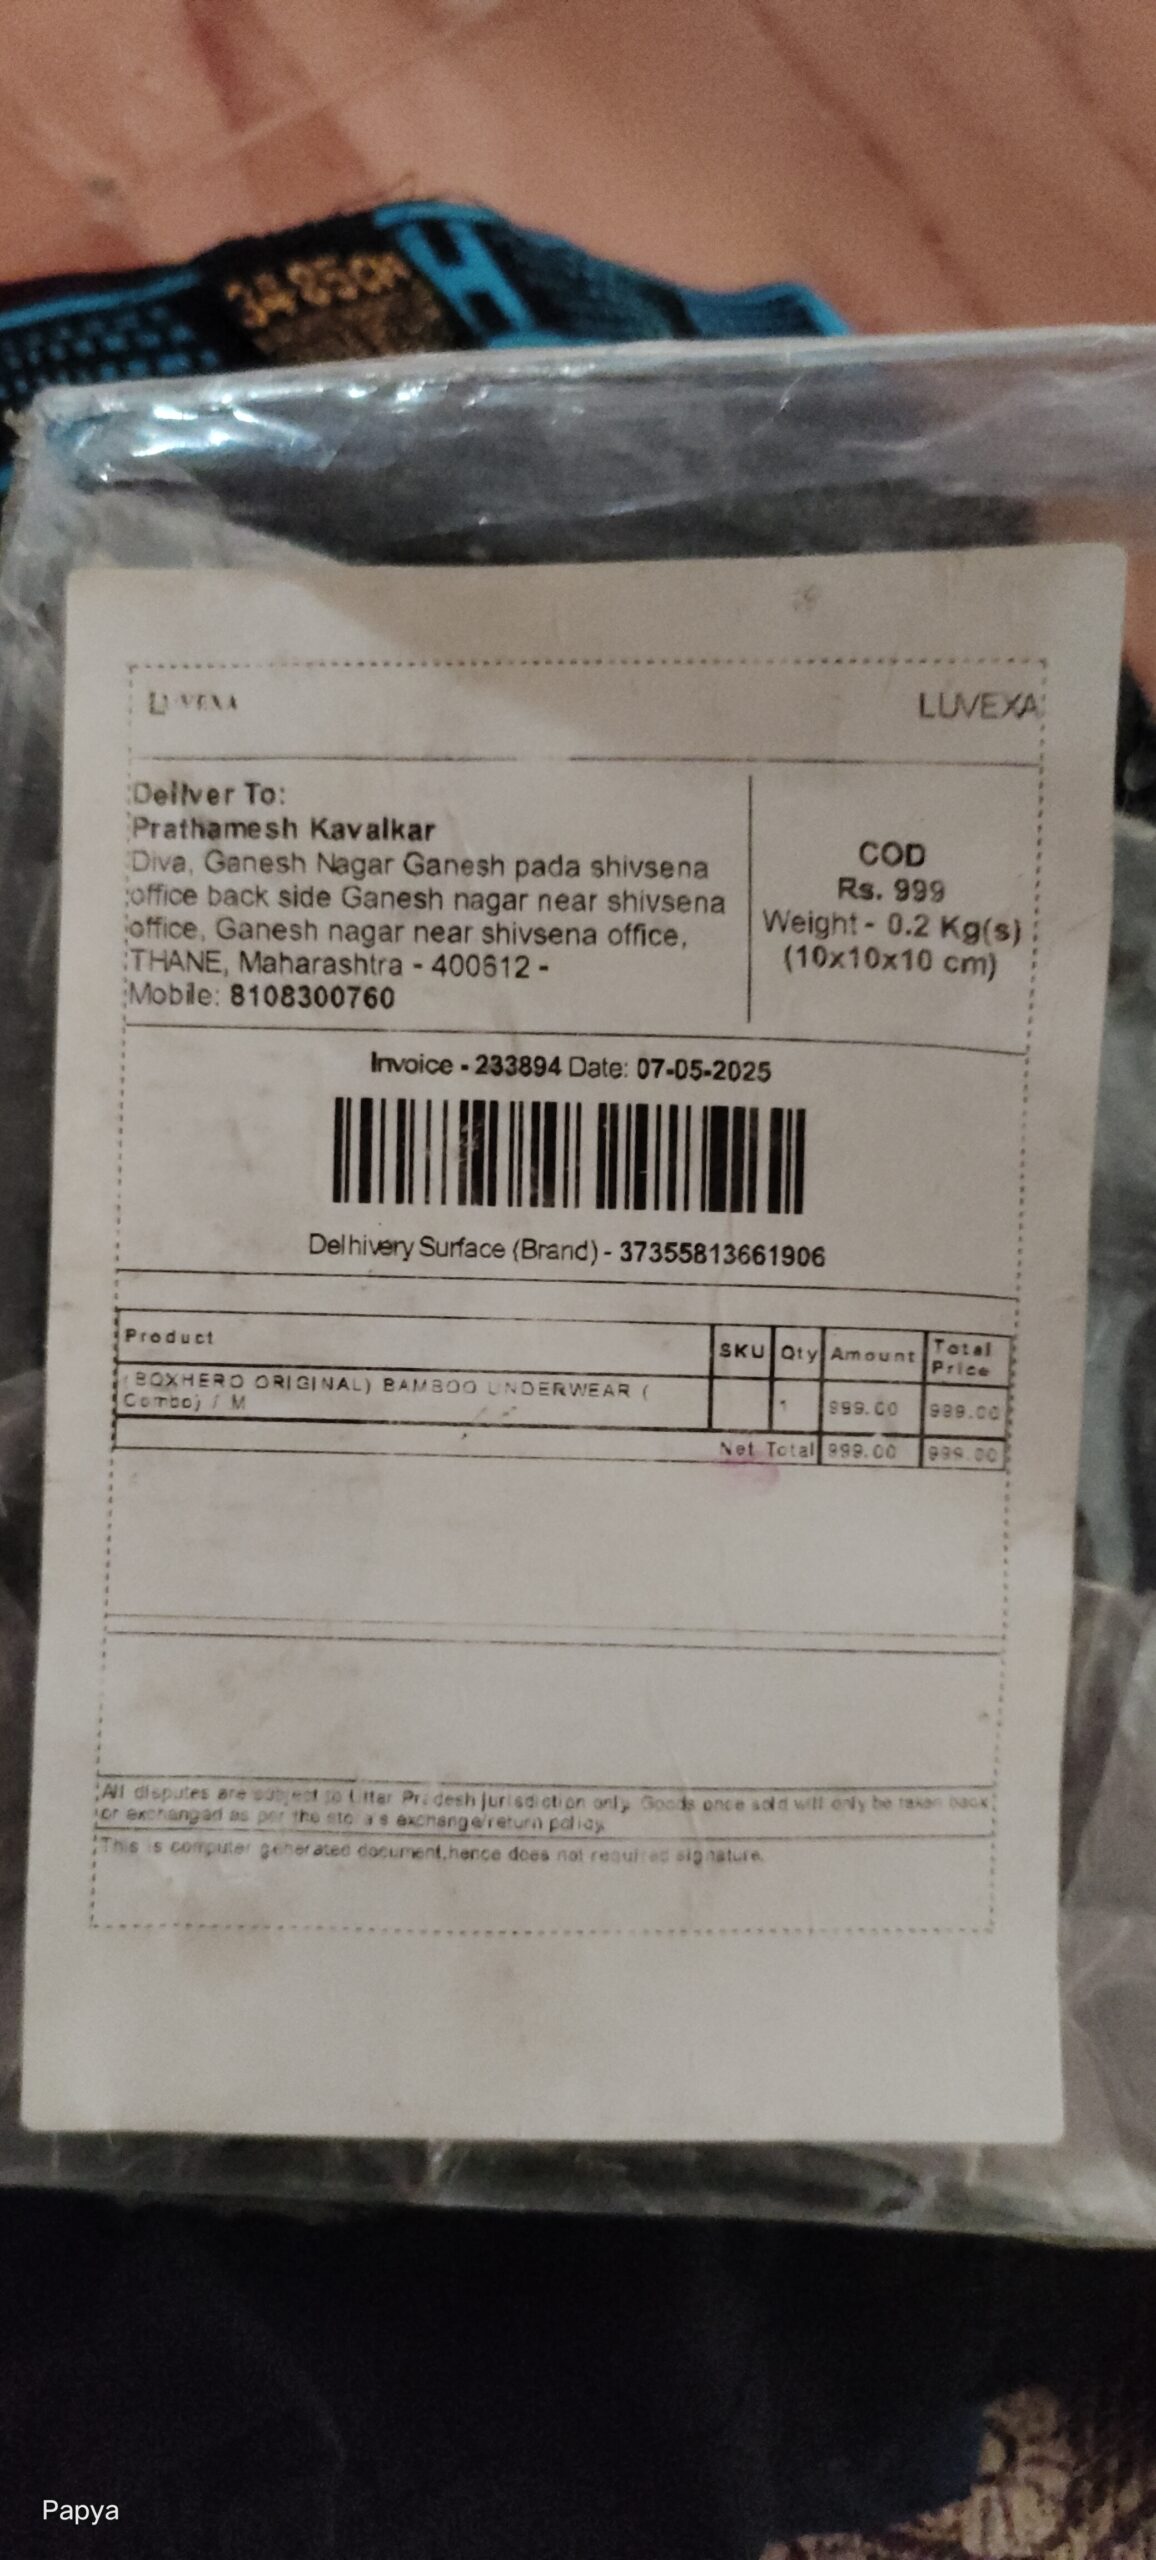 34 85CM
H
LUVEXA
LUVEXA
Deliver To:
Prathamesh Kavalkar
Diva, Ganesh Nagar Ganesh pada shivsena
office back side Ganesh nagar near shivsena
office, Ganesh nagar near shivsena office,
THANE, Maharashtra - 400612 -
Mobile: 8108300760
COD
Rs. 999
Weight - 0.2 Kg(s)
(10x10x10 cm)
Invoice - 233894 Date: 07-05-2025
Delhivery Surface (Brand) - 37355813661906
Product SKU Qty Amount Total Price
(BOXHERO ORIGINAL) BAMBOO UNDERWEAR (
Combo) / M 1 999.00 999.00
Net Total 999.00 999.00
All disputes are subject to Uttar Pradesh jurisdiction only. Goods once sold will only be taken back
or exchanged as per the store's exchange/return policy.
This is computer generated document,hence does not required signature.
Papya